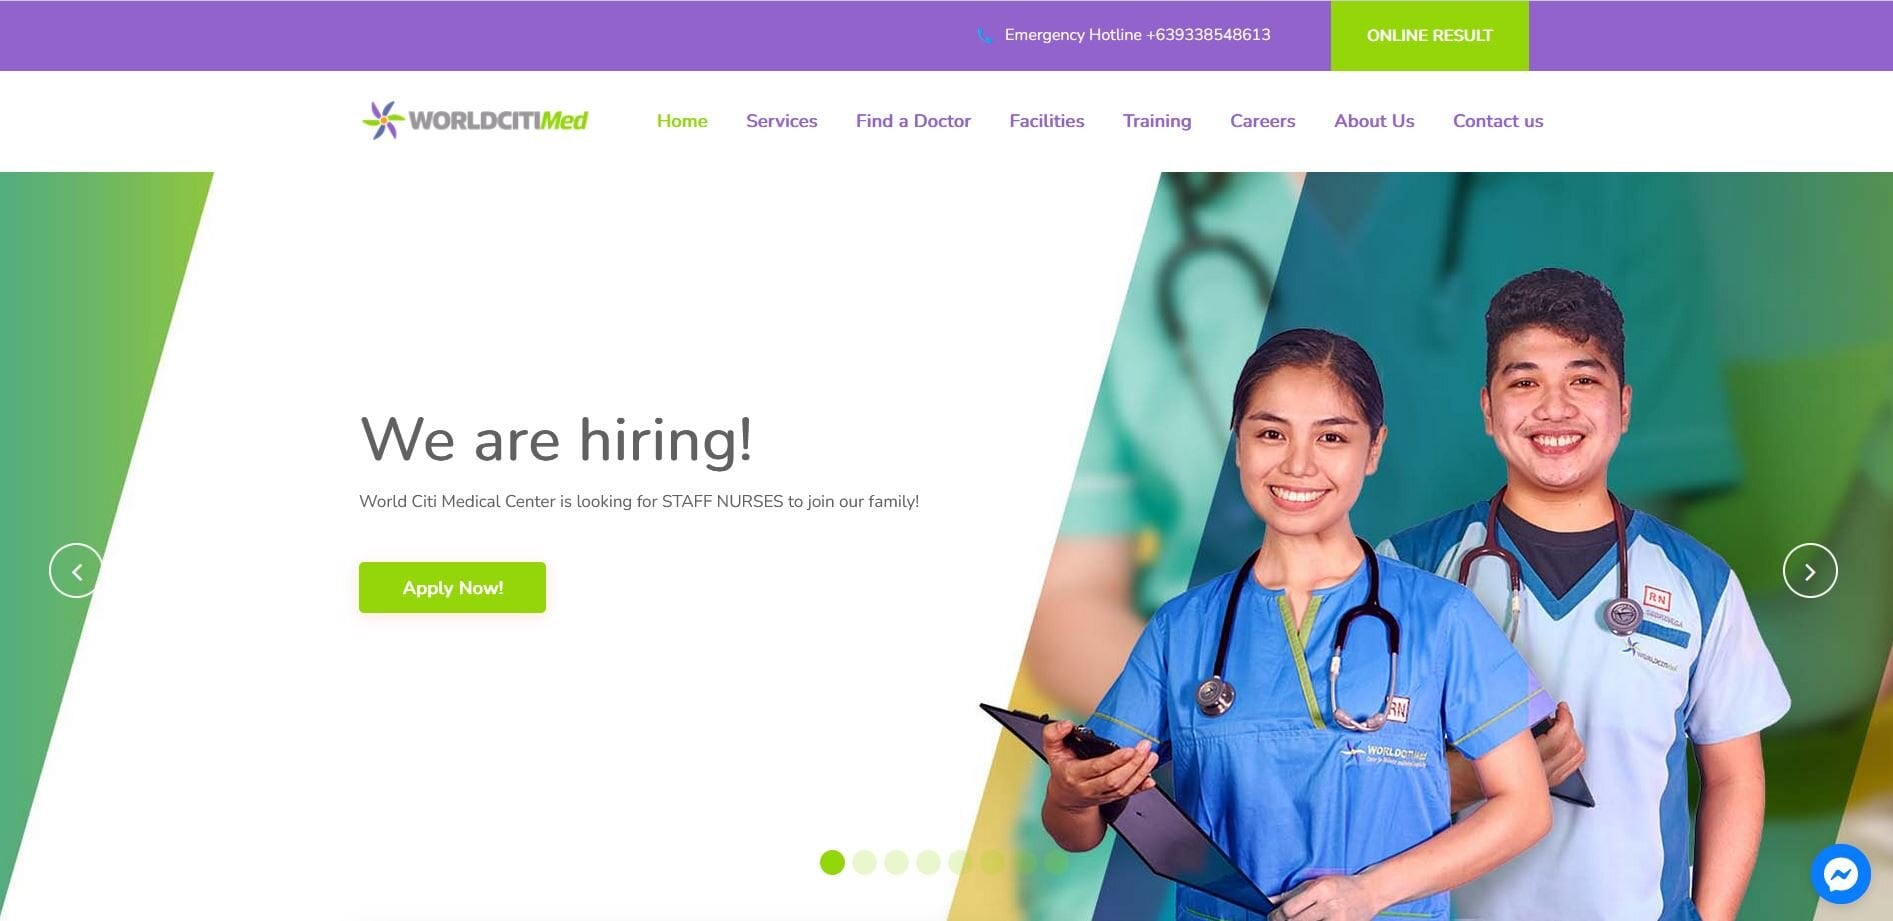 Emergency Hotline +639338548613
ONLINE RESULT
WORLDCITIMed
Home
Services
Find a Doctor
Facilities
Training
Careers
About Us
Contact us
We are hiring!
World Citi Medical Center is looking for STAFF NURSES to join our family!
Apply Now!
RN
WORLDCITIMed
RN
WORLDCITIMed